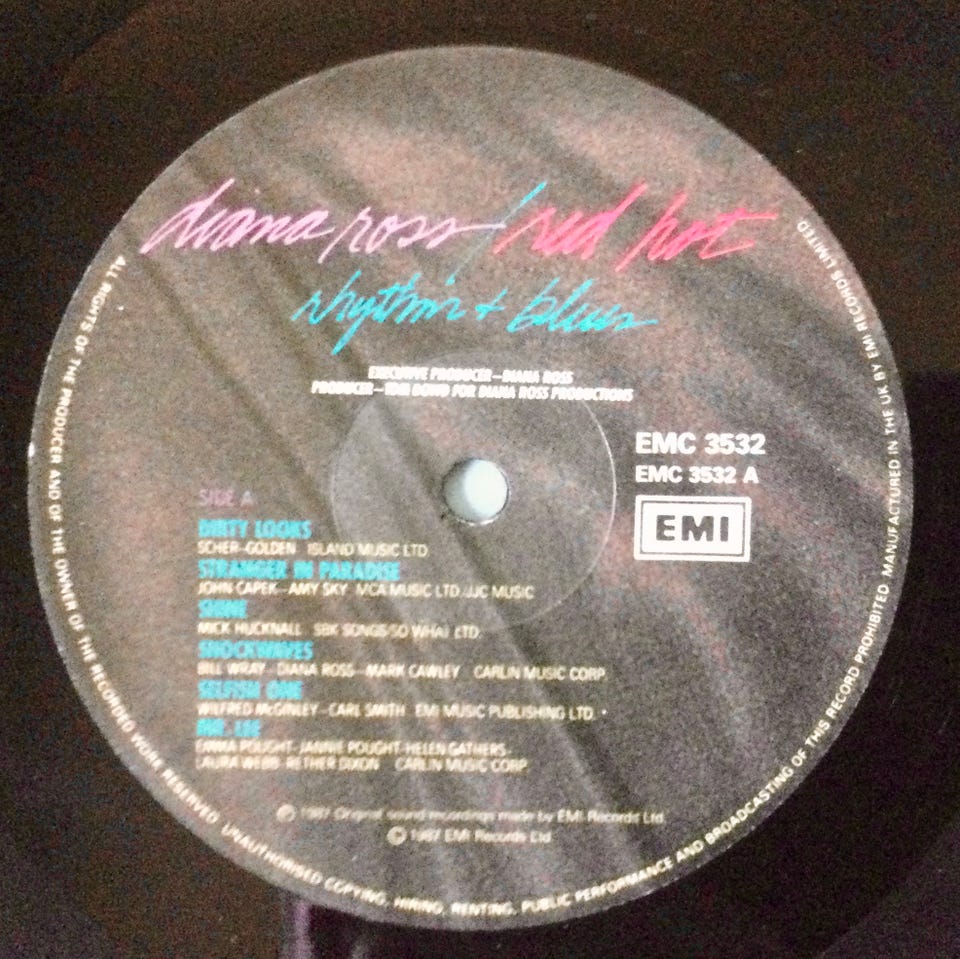 diana ross / red hot
rhythm + blues
EXECUTIVE PRODUCER—DIANA ROSS
PRODUCER—TOM DOWD FOR DIANA ROSS PRODUCTIONS
EMC 3532
EMC 3532 A
EMI
SIDE A
DIRTY LOOKS
SCHER-GOLDEN ISLAND MUSIC LTD
STRANGER IN PARADISE
JOHN CAPEK-AMY SKY MCA MUSIC LTD./JC MUSIC
SHINE
MICK HUCKNALL SBK SONGS/SO WHAT LTD.
SHOCKWAVES
BILL WRAY-DIANA ROSS-MARK CAWLEY CARLIN MUSIC CORP.
SELFISH ONE
WILFRED McGINLEY-CARL SMITH EMI MUSIC PUBLISHING LTD.
MR. LEE
EMMA POUGHT-JANNIE POUGHT-HELEN GATHERS-
LAURA WEBB-RETHER DIXON CARLIN MUSIC CORP.
℗ 1987 Original sound recordings made by EMI Records Ltd.
© 1987 EMI Records Ltd
ALL RIGHTS OF THE PRODUCER AND OF THE OWNER OF THE RECORDED WORK RESERVED. UNAUTHORISED COPYING, HIRING, RENTING, PUBLIC PERFORMANCE AND BROADCASTING OF THIS RECORD PROHIBITED. MANUFACTURED IN THE UK BY EMI RECORDS LIMITED